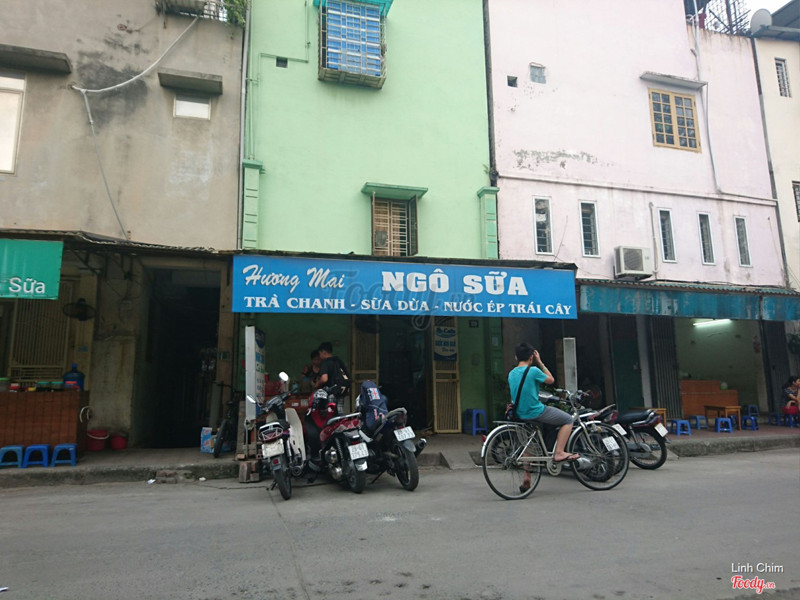 Sữa
Hương Mai NGÔ SỮA
TRÀ CHANH - SỮA DỪA - NƯỚC ÉP TRÁI CÂY
Linh Chim
Foody.vn